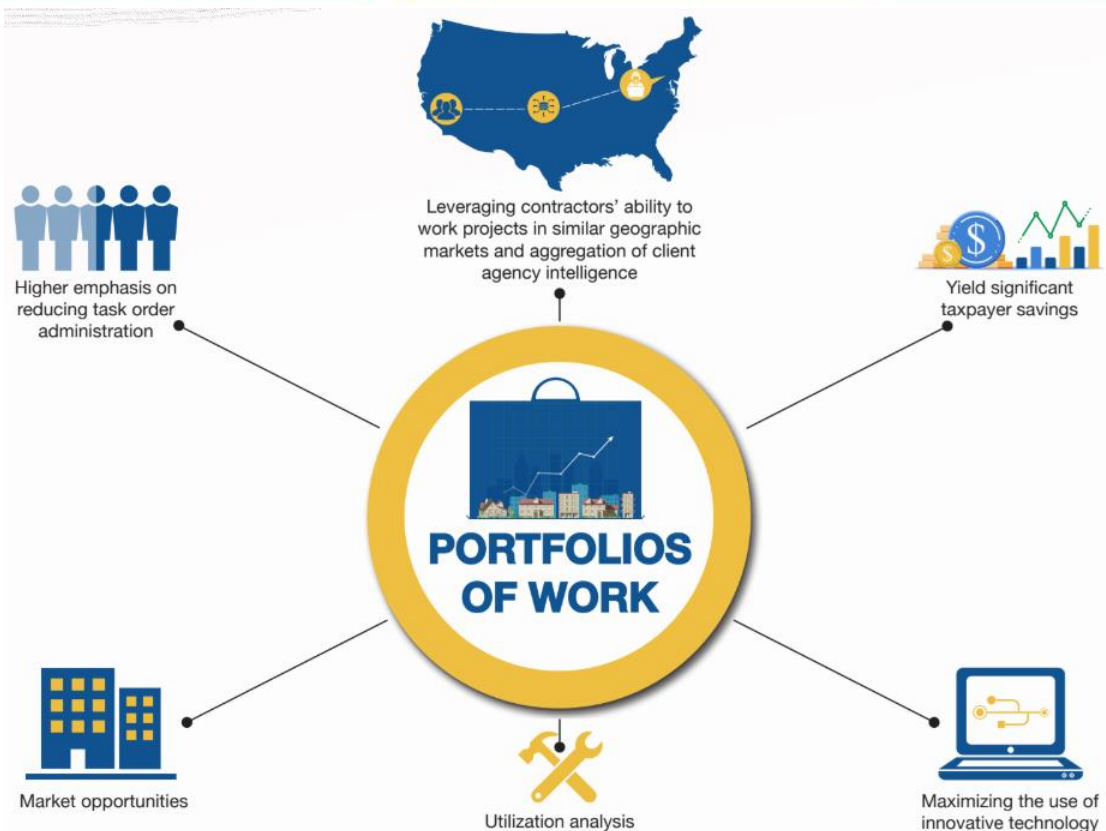 Leveraging contractors’ ability to
work projects in similar geographic
markets and aggregation of client
agency intelligence
Higher emphasis on
reducing task order
administration
Yield significant
taxpayer savings
$
$
PORTFOLIOS
OF WORK
Market opportunities
Utilization analysis
Maximizing the use of
innovative technology